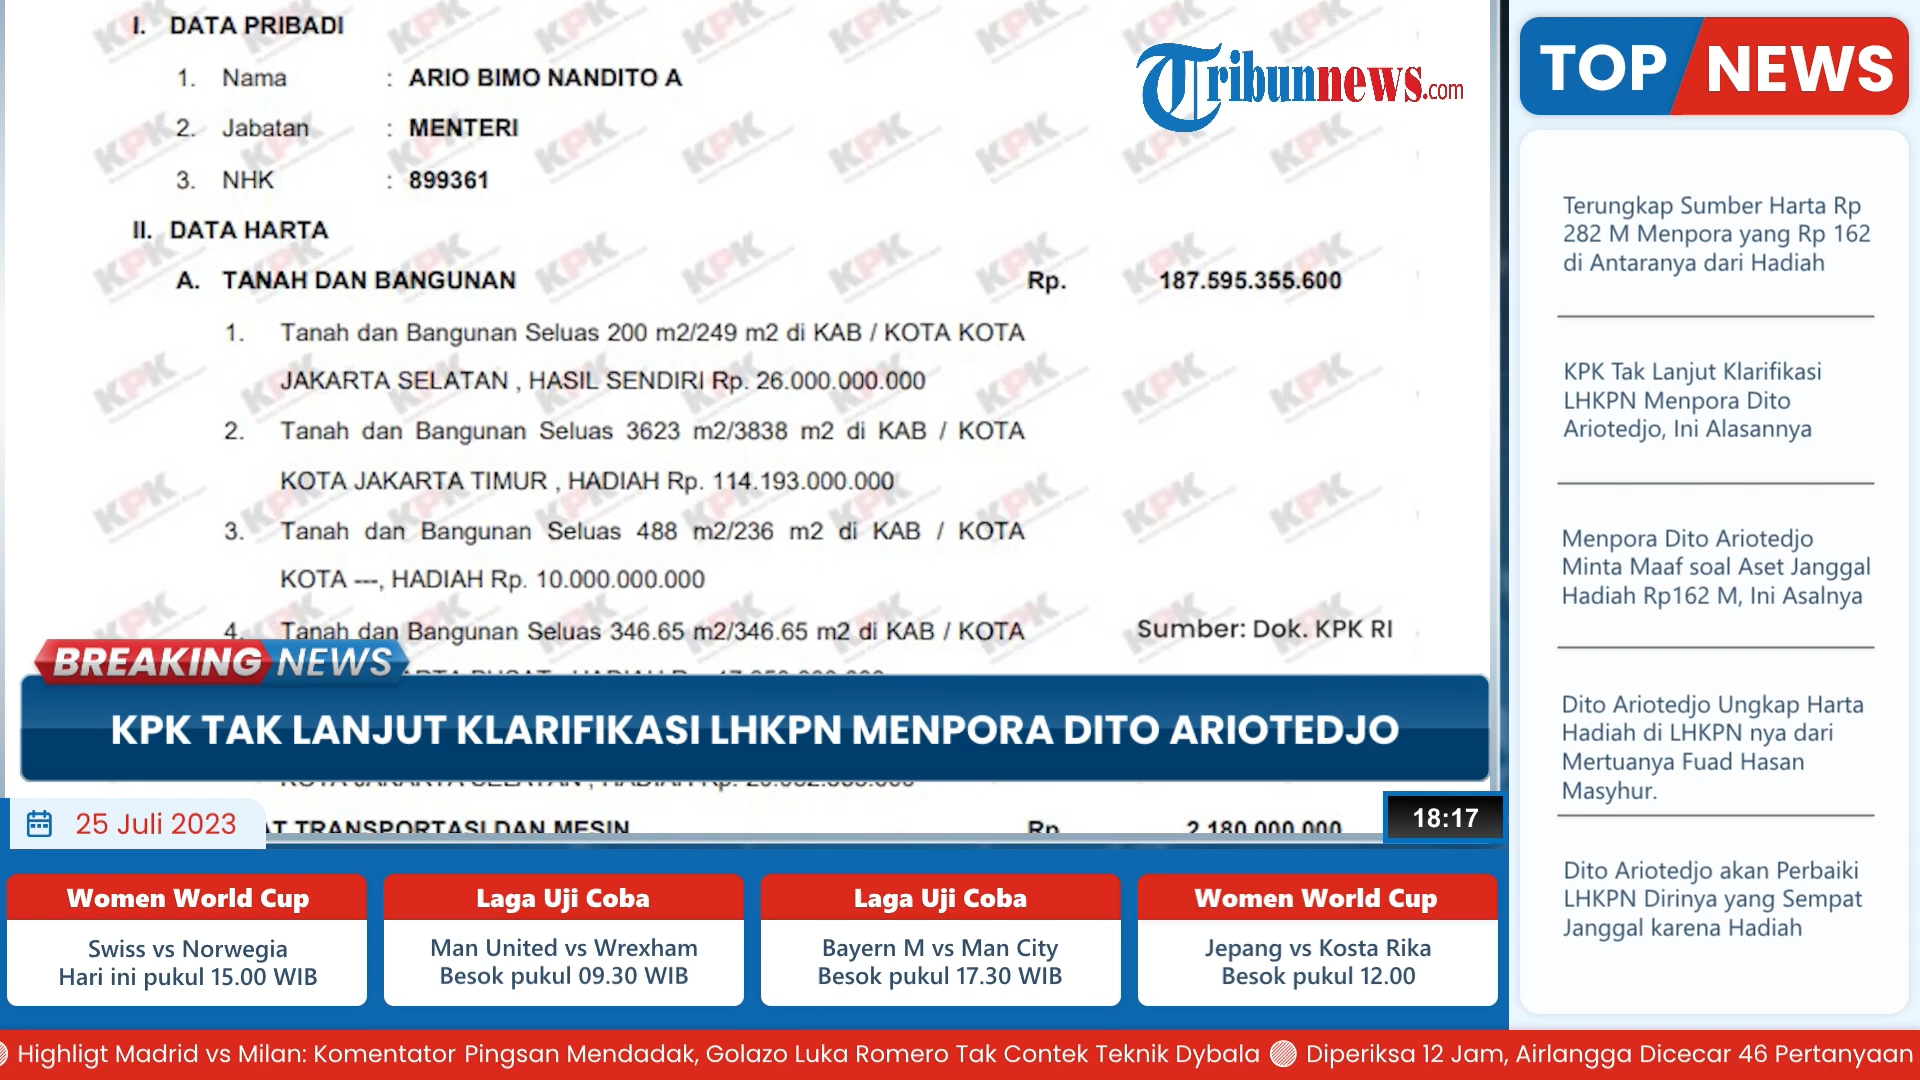 I. DATA PRIBADI
1. Nama : ARIO BIMO NANDITO A
2. Jabatan : MENTERI
3. NHK : 899361
II. DATA HARTA
A. TANAH DAN BANGUNAN Rp. 187.595.355.600
1. Tanah dan Bangunan Seluas 200 m2/249 m2 di KAB / KOTA KOTA
JAKARTA SELATAN , HASIL SENDIRI Rp. 26.000.000.000
2. Tanah dan Bangunan Seluas 3623 m2/3838 m2 di KAB / KOTA
KOTA JAKARTA TIMUR , HADIAH Rp. 114.193.000.000
3. Tanah dan Bangunan Seluas 488 m2/236 m2 di KAB / KOTA
KOTA ---, HADIAH Rp. 10.000.000.000
4. Tanah dan Bangunan Seluas 346.65 m2/346.65 m2 di KAB / KOTA
Tribunnews.com
Sumber: Dok. KPK RI
BREAKING NEWS
KPK TAK LANJUT KLARIFIKASI LHKPN MENPORA DITO ARIOTEDJO
KOTA JAKARTA SELATAN , HADIAH Rp.
TRANSPORTASI DAN MESIN Rp. 2.180.000.000
25 Juli 2023
18:17
TOP NEWS
Terungkap Sumber Harta Rp
282 M Menpora yang Rp 162
di Antaranya dari Hadiah
KPK Tak Lanjut Klarifikasi
LHKPN Menpora Dito
Ariotedjo, Ini Alasannya
Menpora Dito Ariotedjo
Minta Maaf soal Aset Janggal
Hadiah Rp162 M, Ini Asalnya
Dito Ariotedjo Ungkap Harta
Hadiah di LHKPN nya dari
Mertuanya Fuad Hasan
Masyhur.
Dito Ariotedjo akan Perbaiki
LHKPN Dirinya yang Sempat
Janggal karena Hadiah
Women World Cup
Swiss vs Norwegia
Hari ini pukul 15.00 WIB
Laga Uji Coba
Man United vs Wrexham
Besok pukul 09.30 WIB
Laga Uji Coba
Bayern M vs Man City
Besok pukul 17.30 WIB
Women World Cup
Jepang vs Kosta Rika
Besok pukul 12.00
Highligt Madrid vs Milan: Komentator Pingsan Mendadak, Golazo Luka Romero Tak Contek Teknik Dybala Diperiksa 12 Jam, Airlangga Dicecar 46 Pertanyaan